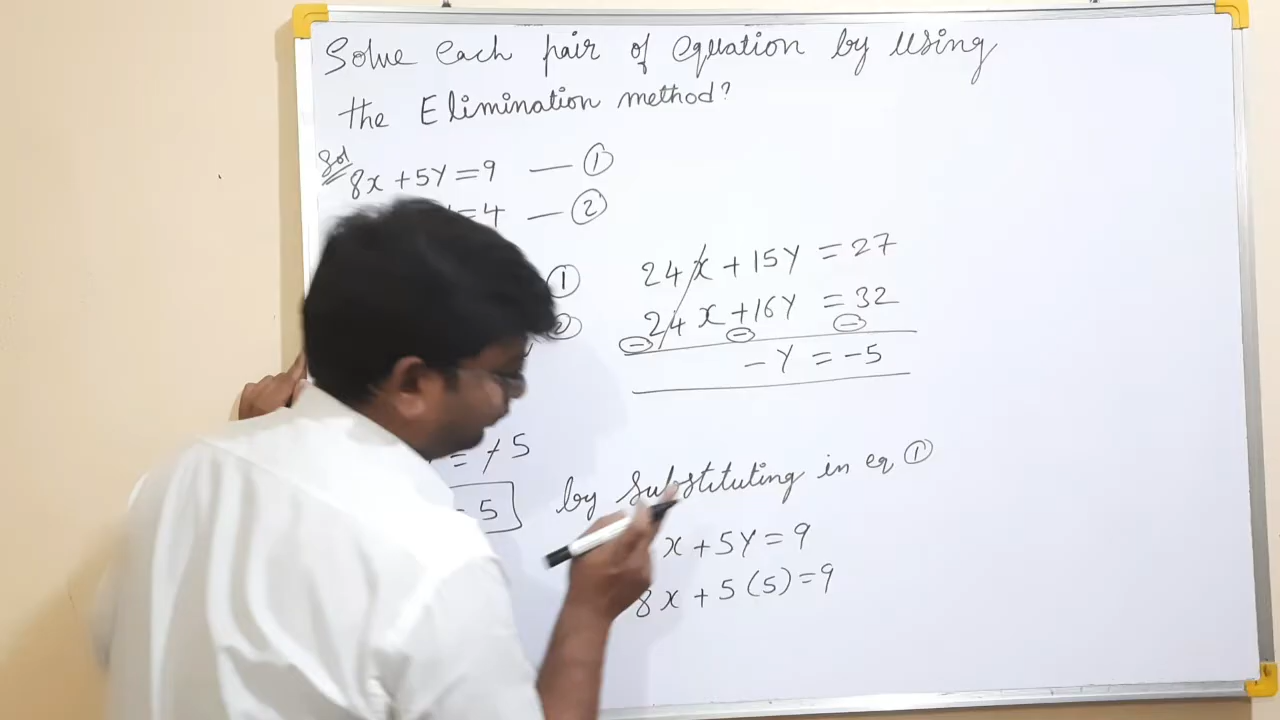 Solve each pair of equation by using
the Elimination method?
Sol
8x + 5Y = 9 — ①
= 4 — ②
①
②
24x + 15Y = 27
24x + 16Y = 32
- Y = -5
= +5
= 5 by Substituting in eq ①
x + 5Y = 9
8x + 5(5) = 9